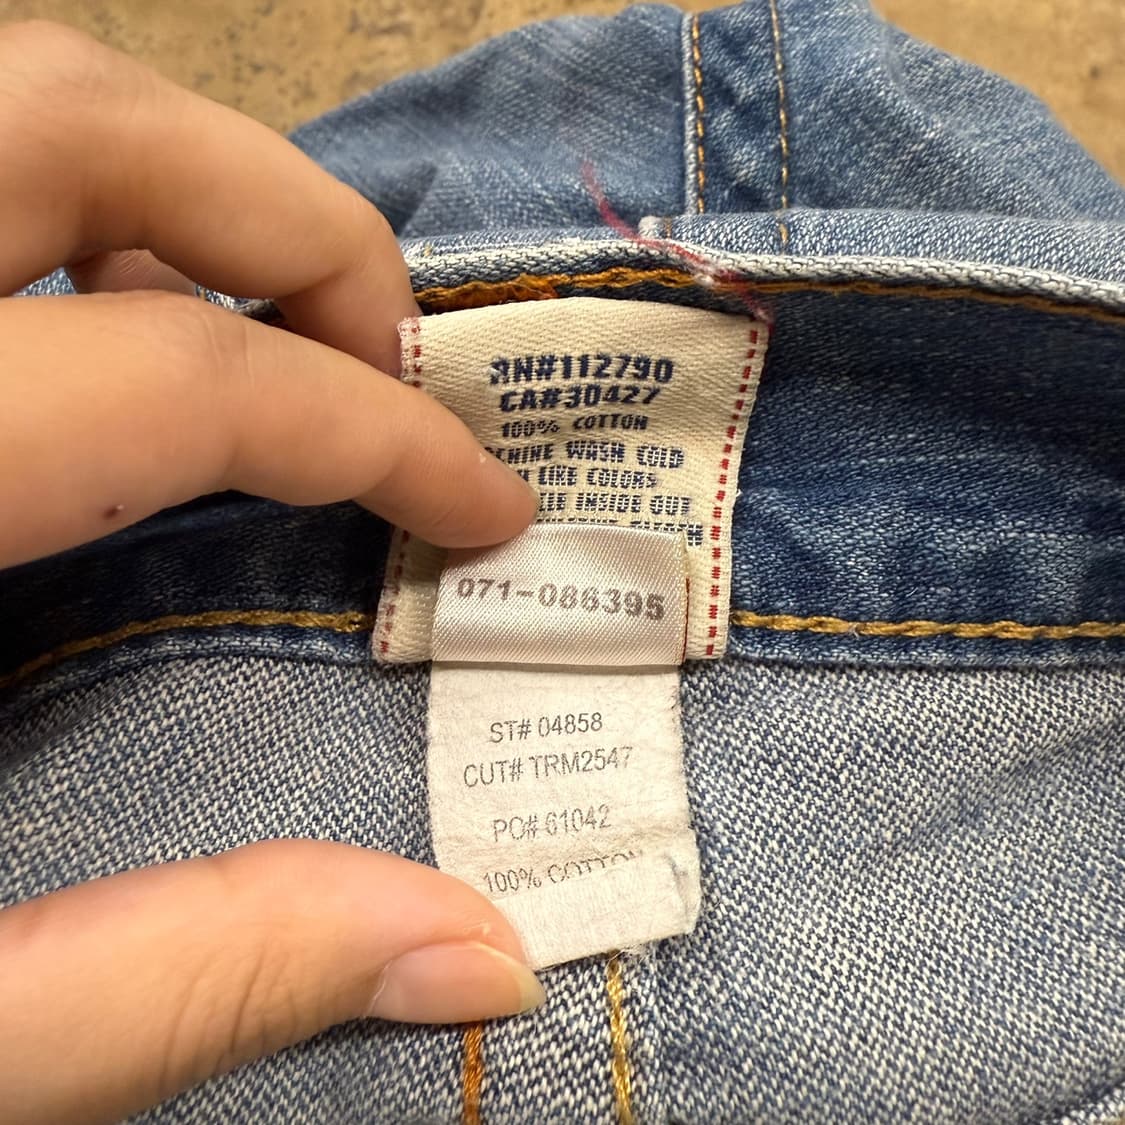 RN#112790
CA#30427
100% COTTON
CHINE WASH COLD
LIKE COLORS
INSIDE OUT
071-086395
ST# 04858
CUT# TRM2547
PO# 61042
100% COTTON